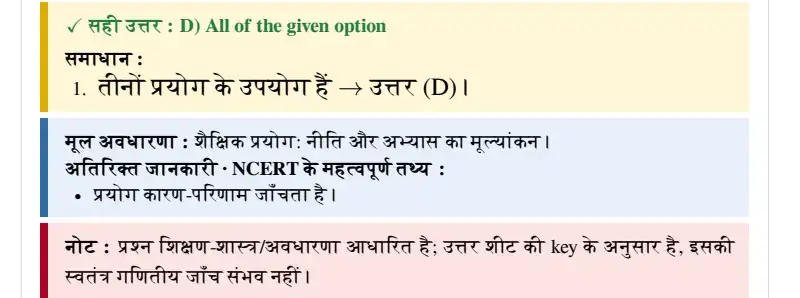 ✓ सही उत्तर : D) All of the given option
समाधान :
1. तीनों प्रयोग के उपयोग हैं → उत्तर (D)।
मूल अवधारणा : शैक्षिक प्रयोग: नीति और अभ्यास का मूल्यांकन।
अतिरिक्त जानकारी · NCERT के महत्वपूर्ण तथ्य :
• प्रयोग कारण-परिणाम जाँचता है।
नोट : प्रश्न शिक्षण-शास्त्र/अवधारणा आधारित है; उत्तर शीट की key के अनुसार है, इसकी
स्वतंत्र गणितीय जाँच संभव नहीं।